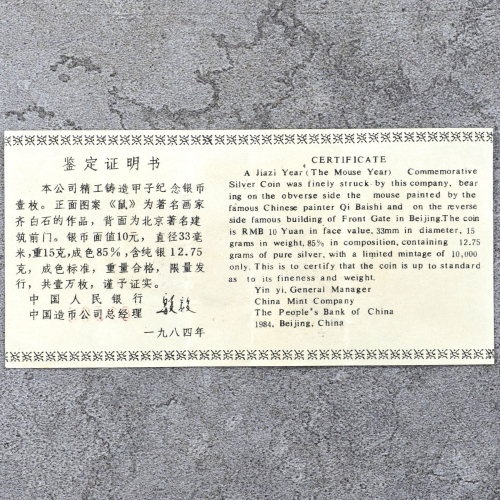 鉴定证明书
本公司精工铸造甲子纪念银币
壹枚。正面图案《鼠》为著名画家
齐白石的作品，背面为北京著名建
筑前门。银币面值10元，直径33毫
米，重15克，成色85%，含纯银12.75
克，成色标准，重量合格，限量发
行，共壹万枚，谨予证实。
中国人民银行
中国造币公司总经理
一九八四年
CERTIFICATE
A Jiazi Year (The Mouse Year) Commemorative
Silver Coin was finely struck by this company, bear
ing on the obverse side the mouse painted by the
famous Chinese painter Qi Baishi and on the reverse
side famous building of Front Gate in Beijing.The coin
is RMB 10 Yuan in face value, 33mm in diameter, 15
grams in weight, 85% in composition, containing 12.75
grams of pure silver, with a limited mintage of 10,000
only. This is to certify that the coin is up to standard
as to its fineness and weight.
Yin yi, General Manager
China Mint Company
The People's Bank of China
1984, Beijing, China